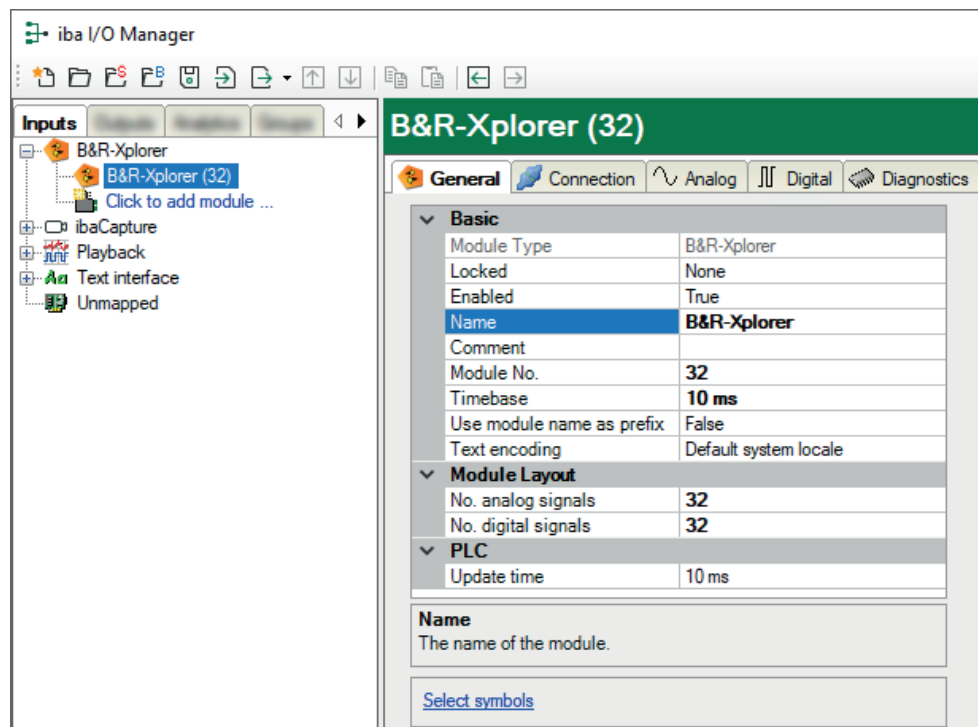 iba I/O Manager
Inputs
B&R-Xplorer
B&R-Xplorer (32)
Click to add module ...
ibaCapture
Playback
Text interface
Unmapped
B&R-Xplorer (32)
General Connection Analog Digital Diagnostics
Basic
Module Type B&R-Xplorer
Locked None
Enabled True
Name B&R-Xplorer
Comment
Module No. 32
Timebase 10 ms
Use module name as prefix False
Text encoding Default system locale
Module Layout
No. analog signals 32
No. digital signals 32
PLC
Update time 10 ms
Name
The name of the module.
Select symbols